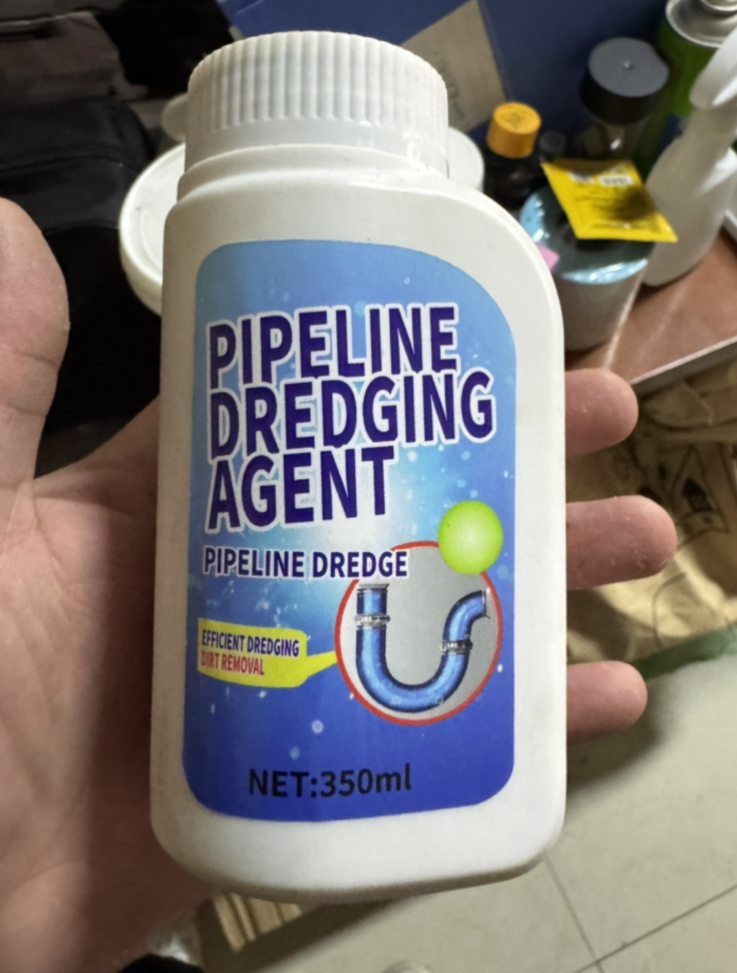 PIPELINE
DREDGING
AGENT
PIPELINE DREDGE
EFFICIENT DREDGING
DIRT REMOVAL
NET:350ml